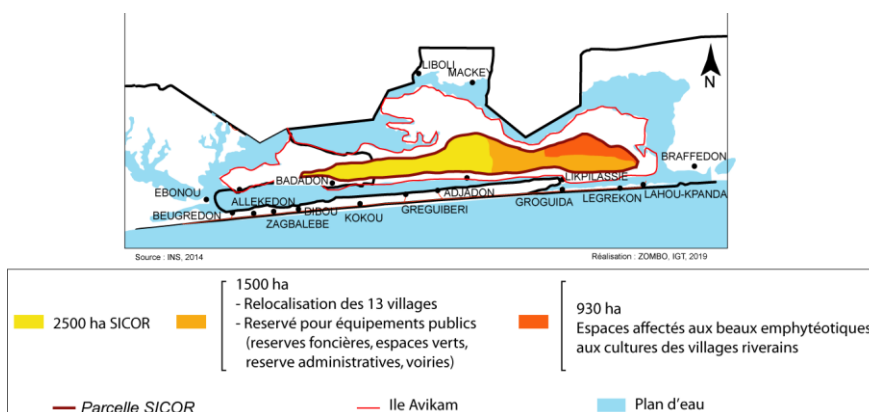 LIBOLI
MACKEY
N
BRAFFEDON
LIKPILASSIE
BADADON
EBONOU
ALLEKEDON
ADJADON
BEUGREDON
DIBOU
GREGUIBERI
GROGUIDA
LEGREKON
LAHOU-KPANDA
ZAGBALEBE
KOKOU
Source : INS, 2014
Réalisation : ZOMBO, IGT, 2019
2500 ha SICOR
1500 ha
- Relocalisation des 13 villages
- Reservé pour équipements publics
(reserves foncières, espaces verts,
reserve administratives, voiries)
930 ha
Espaces affectés aux beaux emphytéotiques
aux cultures des villages riverains
Parcelle SICOR
Ile Avikam
Plan d'eau